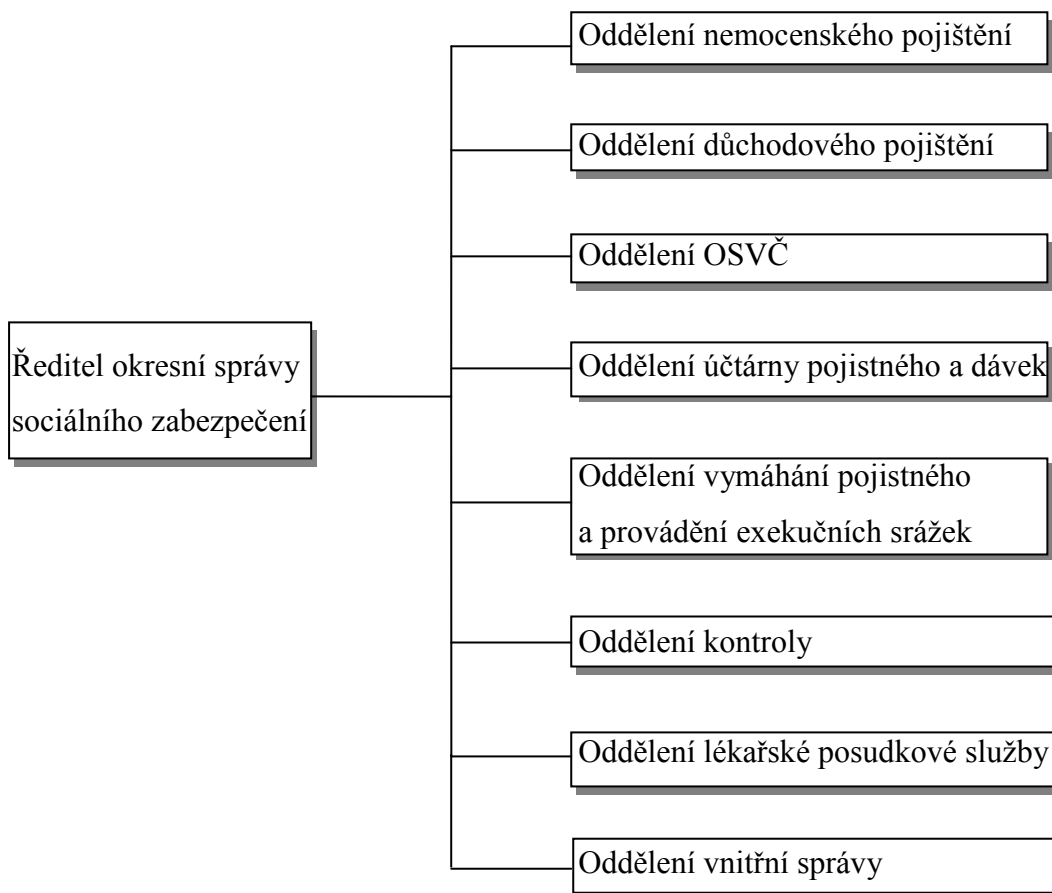 Oddělení nemocenského pojištění
Oddělení důchodového pojištění
Oddělení OSVČ
Ředitel okresní správy
sociálního zabezpečení
Oddělení účtárny pojistného a dávek
Oddělení vymáhání pojistného
a provádění exekučních srážek
Oddělení kontroly
Oddělení lékařské posudkové služby
Oddělení vnitřní správy